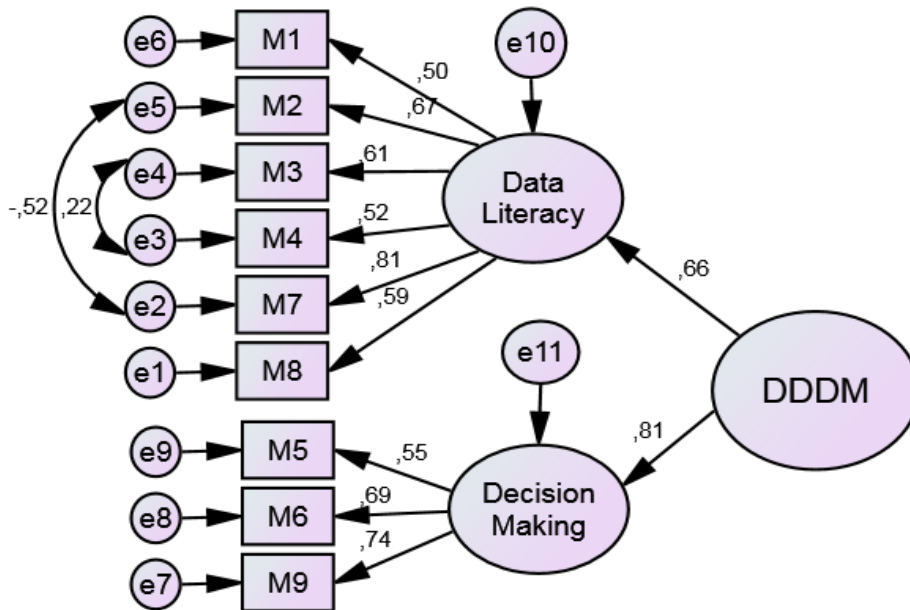 e6
M1
e10
,50
e5
M2
,67
e4
M3
,61
Data
Literacy
-,52
,22
e3
M4
,52
,66
e2
M7
,81
,59
e1
M8
e11
DDDM
e9
M5
,55
,81
e8
M6
,69
Decision
Making
e7
M9
,74